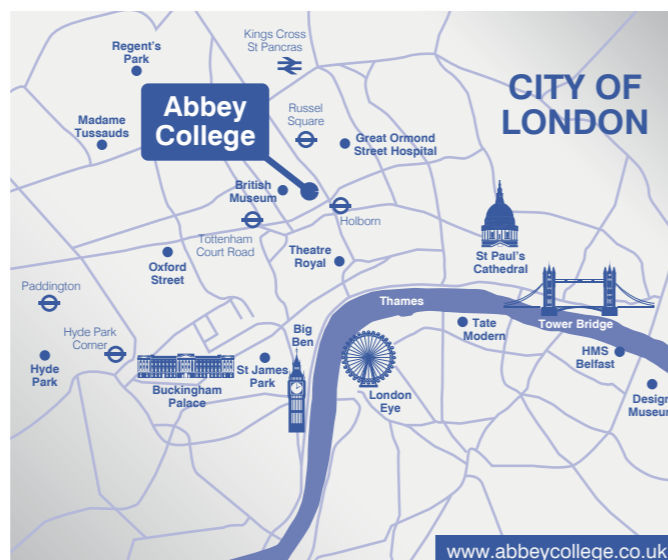 Regent's
Park
Kings Cross
St Pancras
CITY OF
LONDON
Abbey
College
Madame
Tussauds
Russel
Square
Great Ormond
Street Hospital
British
Museum
Holborn
Tottenham
Court Road
Oxford
Street
Theatre
Royal
St Paul's
Cathedral
Paddington
Thames
Tower Bridge
Hyde Park
Corner
Big
Ben
Tate
Modern
HMS
Belfast
Hyde
Park
Buckingham
Palace
St James
Park
London
Eye
Design
Museum
www.abbeycollege.co.uk